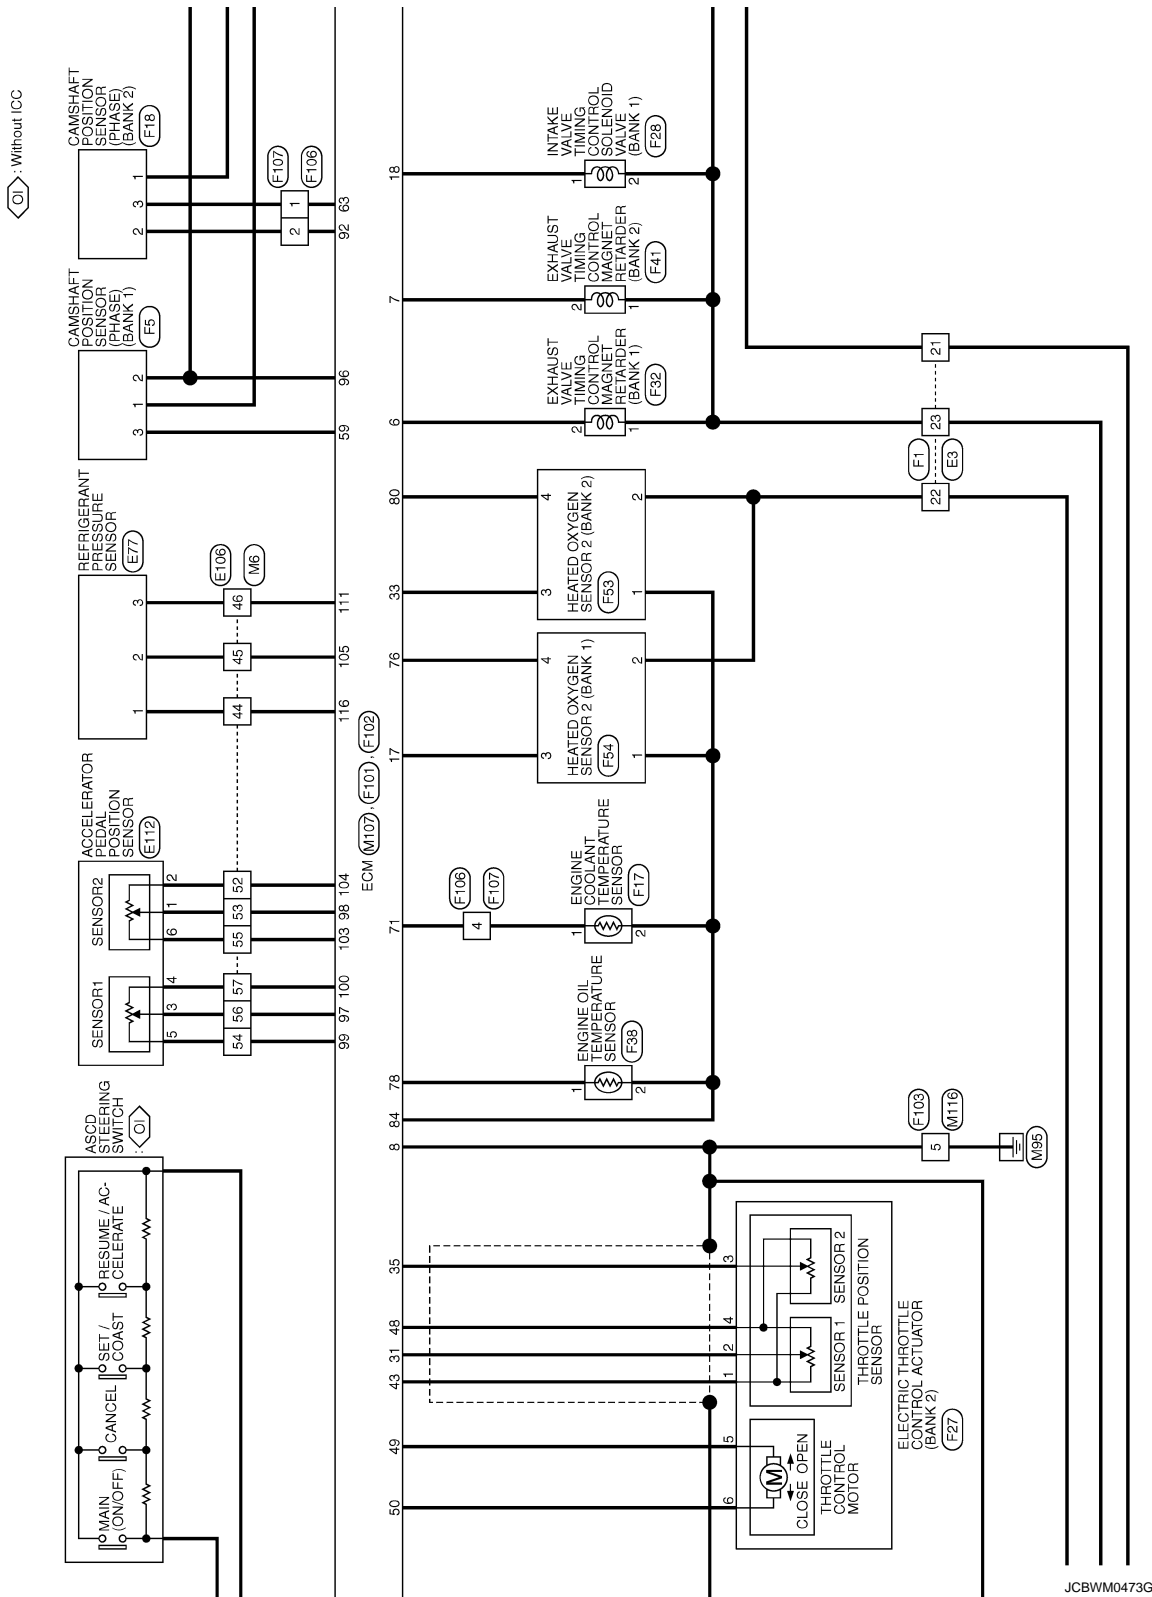 OI : Without ICC
ASCD
STEERING
SWITCH
: OI
MAIN
(ON/OFF)
CANCEL
SET /
COAST
RESUME / AC-
CELERATE
ACCELERATOR
PEDAL
POSITION
SENSOR
E112
SENSOR1
SENSOR2
5
3
4
6
1
2
54
56
57
55
53
52
99
97
100
103
98
104
REFRIGERANT
PRESSURE
SENSOR
E77
1
2
3
E106
M6
44
45
46
116
105
111
CAMSHAFT
POSITION
SENSOR
(PHASE)
(BANK 1)
F5
3
1
2
59
96
CAMSHAFT
POSITION
SENSOR
(PHASE)
(BANK 2)
F18
2
3
1
F107
F106
2
1
92
63
ECM M107 , F101 , F102
50
49
43
31
48
35
8
84
78
71
17
76
33
80
6
7
18
6
5
1
2
4
3
M
CLOSE OPEN
THROTTLE
CONTROL
MOTOR
SENSOR 1
SENSOR 2
THROTTLE POSITION
SENSOR
ELECTRIC THROTTLE
CONTROL ACTUATOR
(BANK 2)
F27
F103
M116
5
M95
ENGINE OIL
TEMPERATURE
SENSOR
F38
1
2
F106
F107
4
ENGINE
COOLANT
TEMPERATURE
SENSOR
F17
1
2
HEATED OXYGEN
SENSOR 2 (BANK 1)
F54
3
4
1
2
HEATED OXYGEN
SENSOR 2 (BANK 2)
F53
3
4
1
2
EXHAUST
VALVE
TIMING
CONTROL
MAGNET
RETARDER
(BANK 1)
F32
2
1
EXHAUST
VALVE
TIMING
CONTROL
MAGNET
RETARDER
(BANK 2)
F41
2
1
INTAKE
VALVE
TIMING
CONTROL
SOLENOID
VALVE
(BANK 1)
F28
1
2
F1
E3
22
23
21
JCBWM0473G